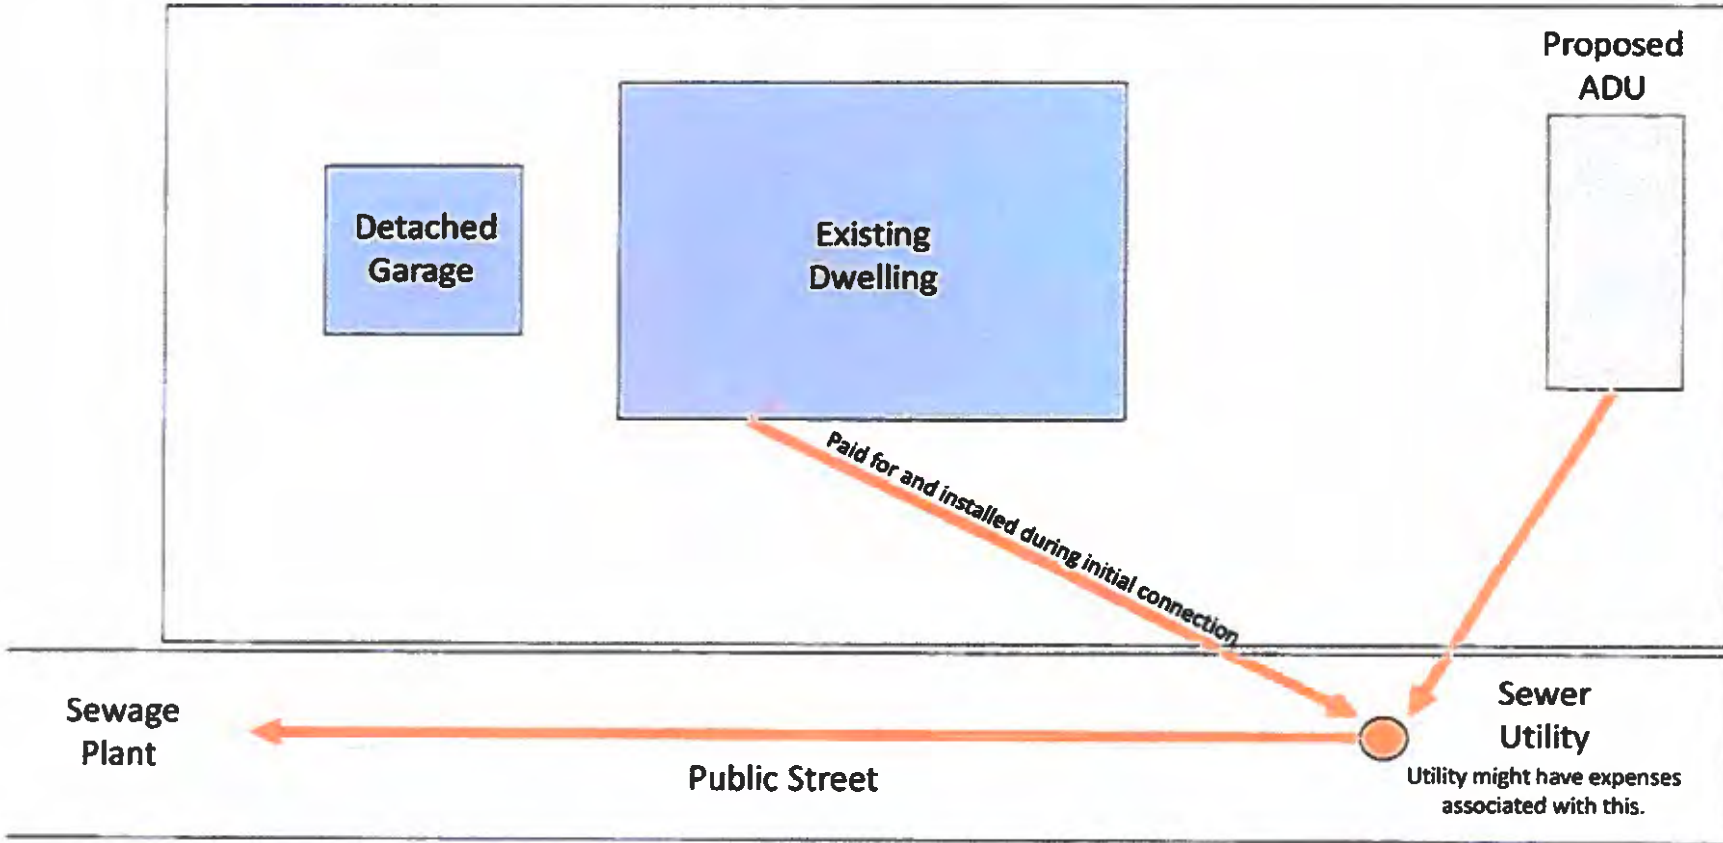 Proposed
ADU
Detached
Garage
Existing
Dwelling
Paid for and installed during initial connection
Sewage
Plant
Public Street
Sewer
Utility
Utility might have expenses
associated with this.